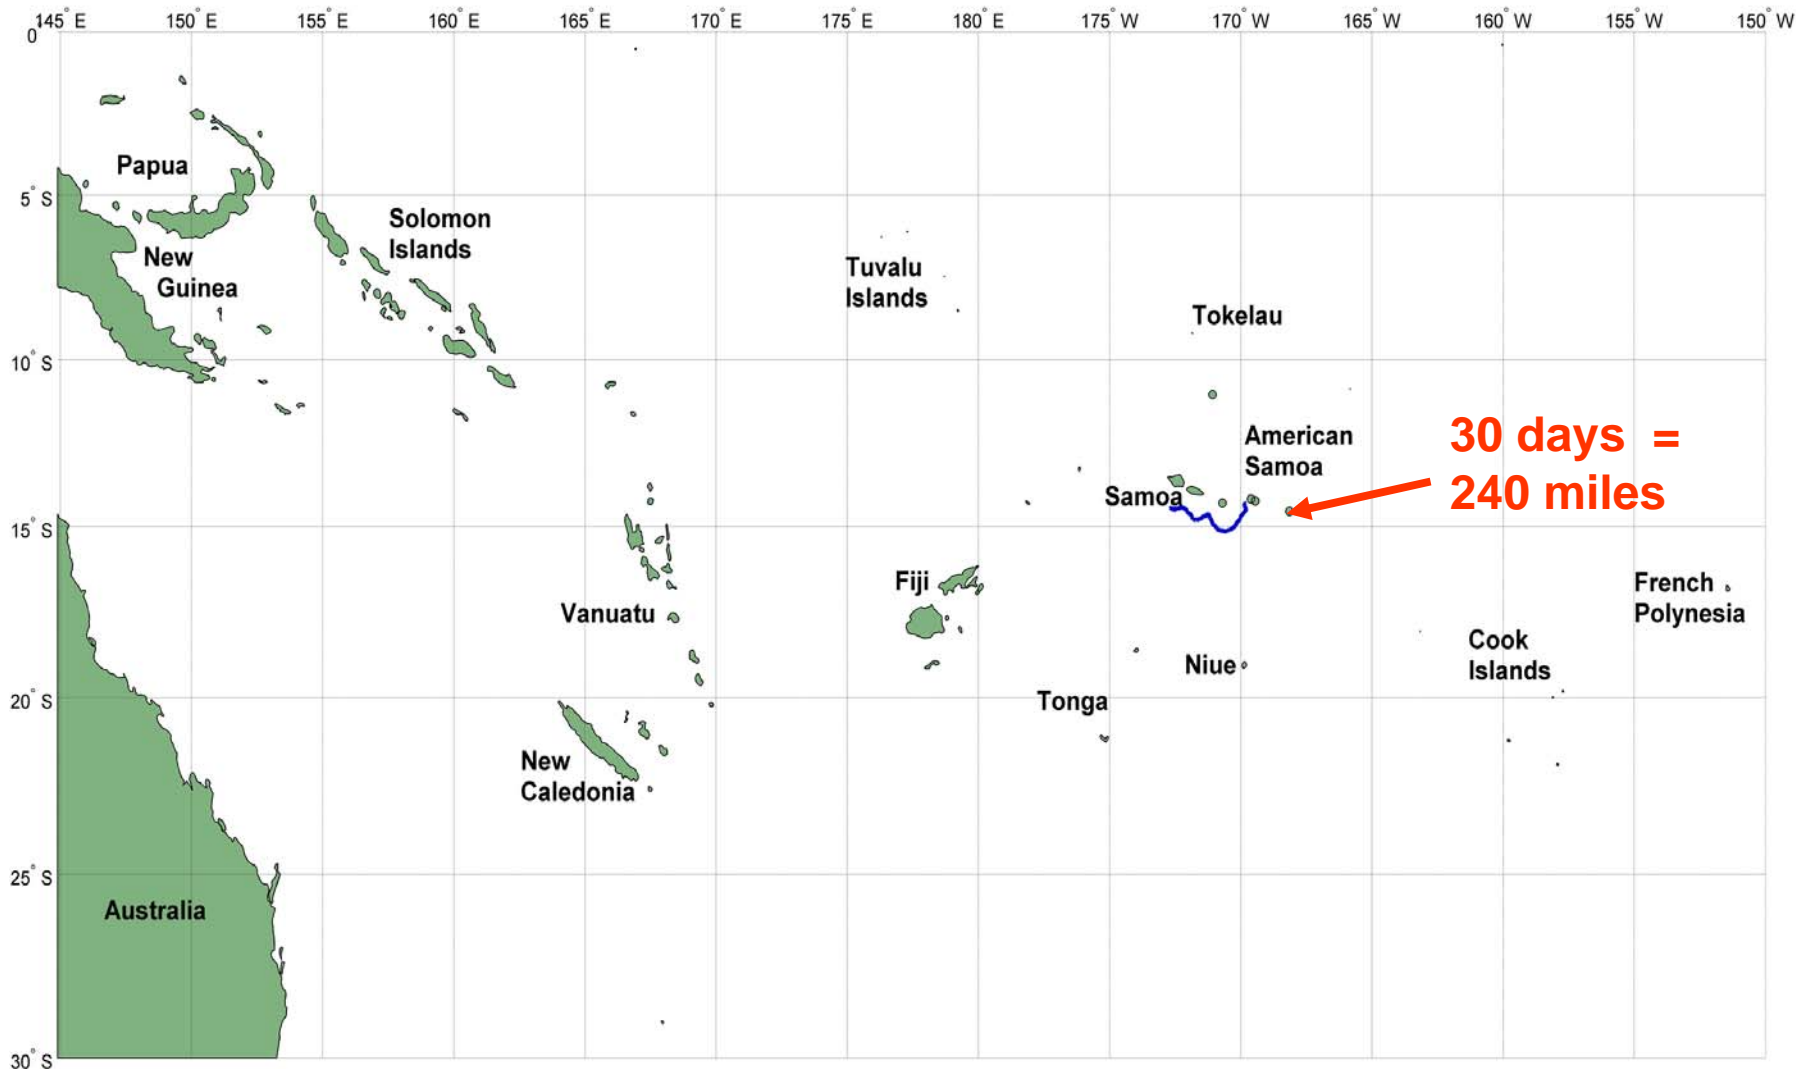 145° E 150° E 155° E 160° E 165° E 170° E 175° E 180° E 175° W 170° W 165° W 160° W 155° W 150° W
0°
Papua
5° S
Solomon
Islands
New
Guinea
Tuvalu
Islands
Tokelau
10° S
American
Samoa
30 days =
240 miles
Samoa
15° S
Fiji
French
Polynesia
Vanuatu
Cook
Islands
Niue
20° S
Tonga
New
Caledonia
25° S
Australia
30° S